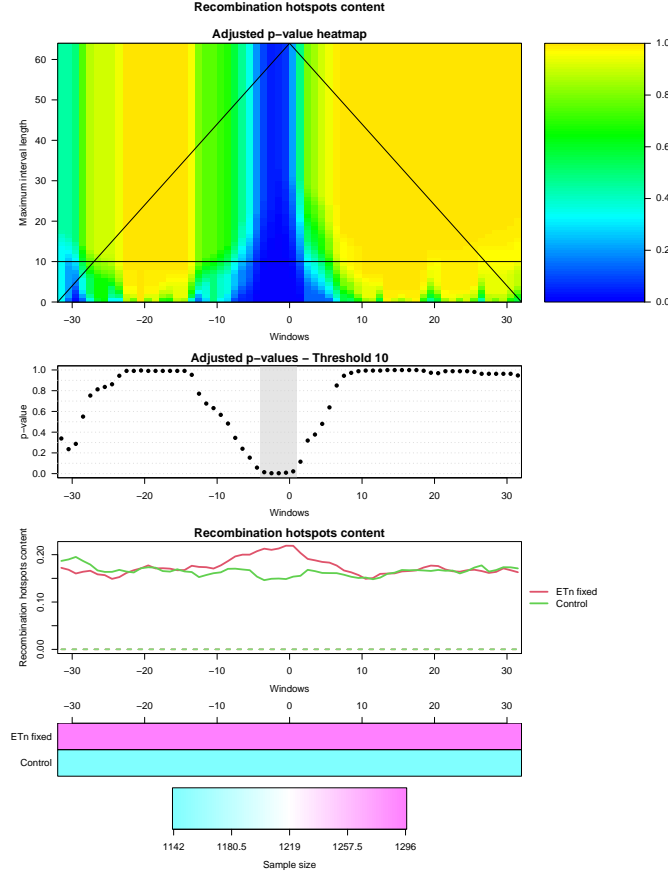 Recombination hotspots content
Adjusted p−value heatmap
Maximum interval length
0 10 20 30 40 50 60
−30 −20 −10 0 10 20 30
Windows
0.0 0.2 0.4 0.6 0.8 1.0
Adjusted p−values − Threshold 10
p−value
0.0 0.2 0.4 0.6 0.8 1.0
−30 −20 −10 0 10 20 30
Windows
Recombination hotspots content
Recombination hotspots content
0.00 0.10 0.20
ETn fixed
Control
−30 −20 −10 0 10 20 30
Windows
−30 −20 −10 0 10 20 30
ETn fixed
Control
1142 1180.5 1219 1257.5 1296
Sample size